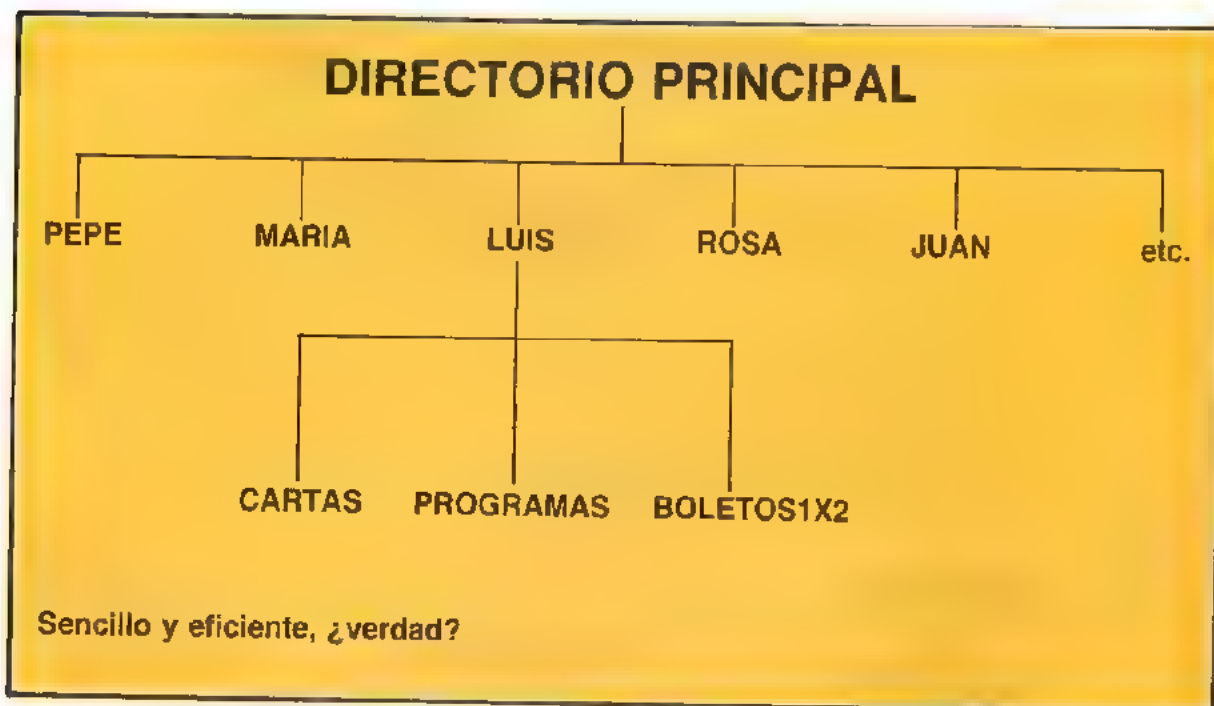 DIRECTORIO PRINCIPAL
PEPE MARIA LUIS ROSA JUAN etc.
CARTAS PROGRAMAS BOLETOS1X2
Sencillo y eficiente, ¿verdad?